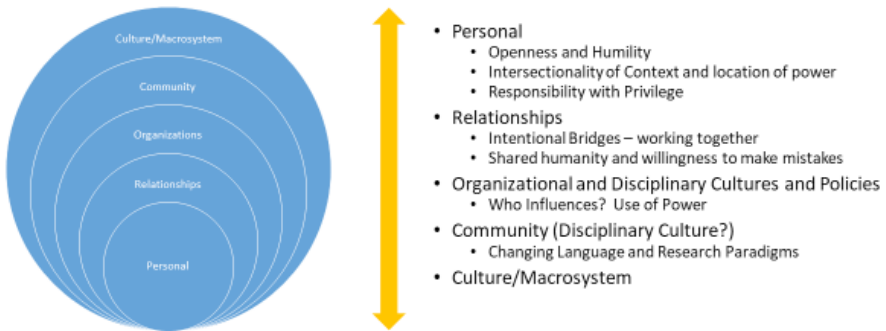 Culture/Macrosystem
Community
Organizations
Relationships
Personal
• Personal
• Openness and Humility
• Intersectionality of Context and location of power
• Responsibility with Privilege
• Relationships
• Intentional Bridges – working together
• Shared humanity and willingness to make mistakes
• Organizational and Disciplinary Cultures and Policies
• Who Influences?  Use of Power
• Community (Disciplinary Culture?)
• Changing Language and Research Paradigms
• Culture/Macrosystem